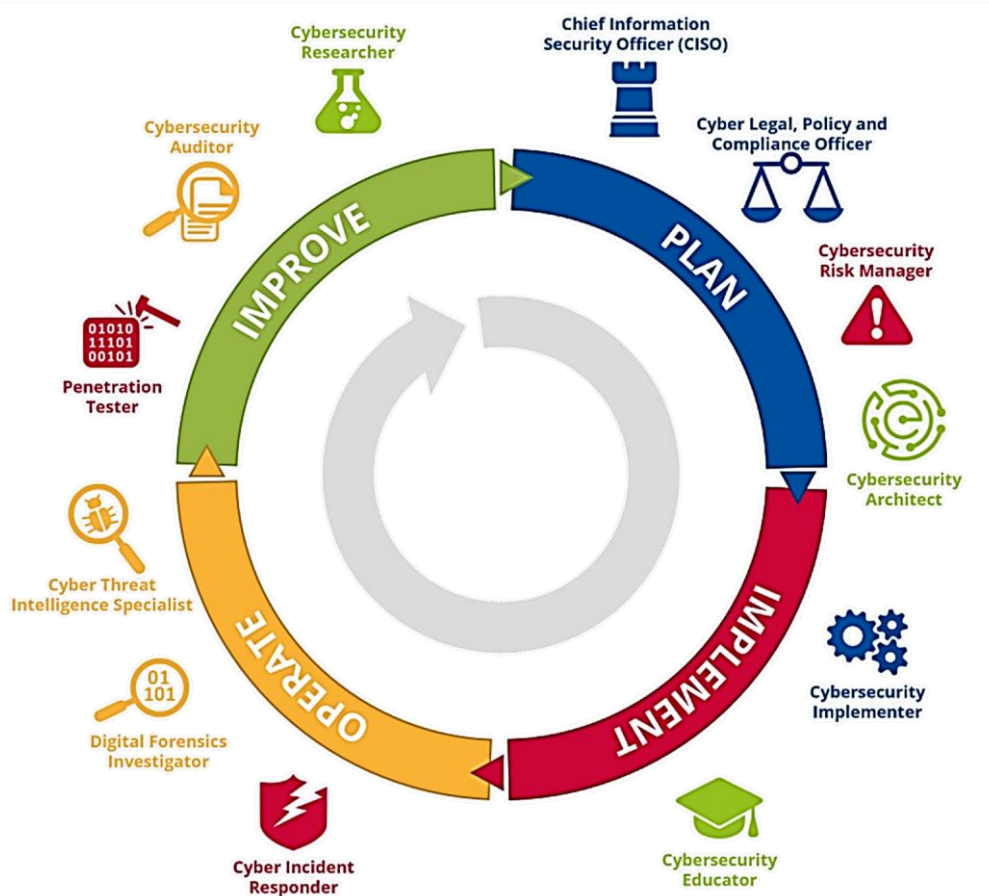 Cybersecurity
Researcher
Chief Information
Security Officer (CISO)
Cyber Legal, Policy and
Compliance Officer
Cybersecurity
Risk Manager
Cybersecurity
Architect
Cybersecurity
Implementer
Cybersecurity
Educator
Cyber Incident
Responder
Digital Forensics
Investigator
01
101
Cyber Threat
Intelligence Specialist
Penetration
Tester
01010
11101
00101
Cybersecurity
Auditor
PLAN
IMPLEMENT
OPERATE
IMPROVE